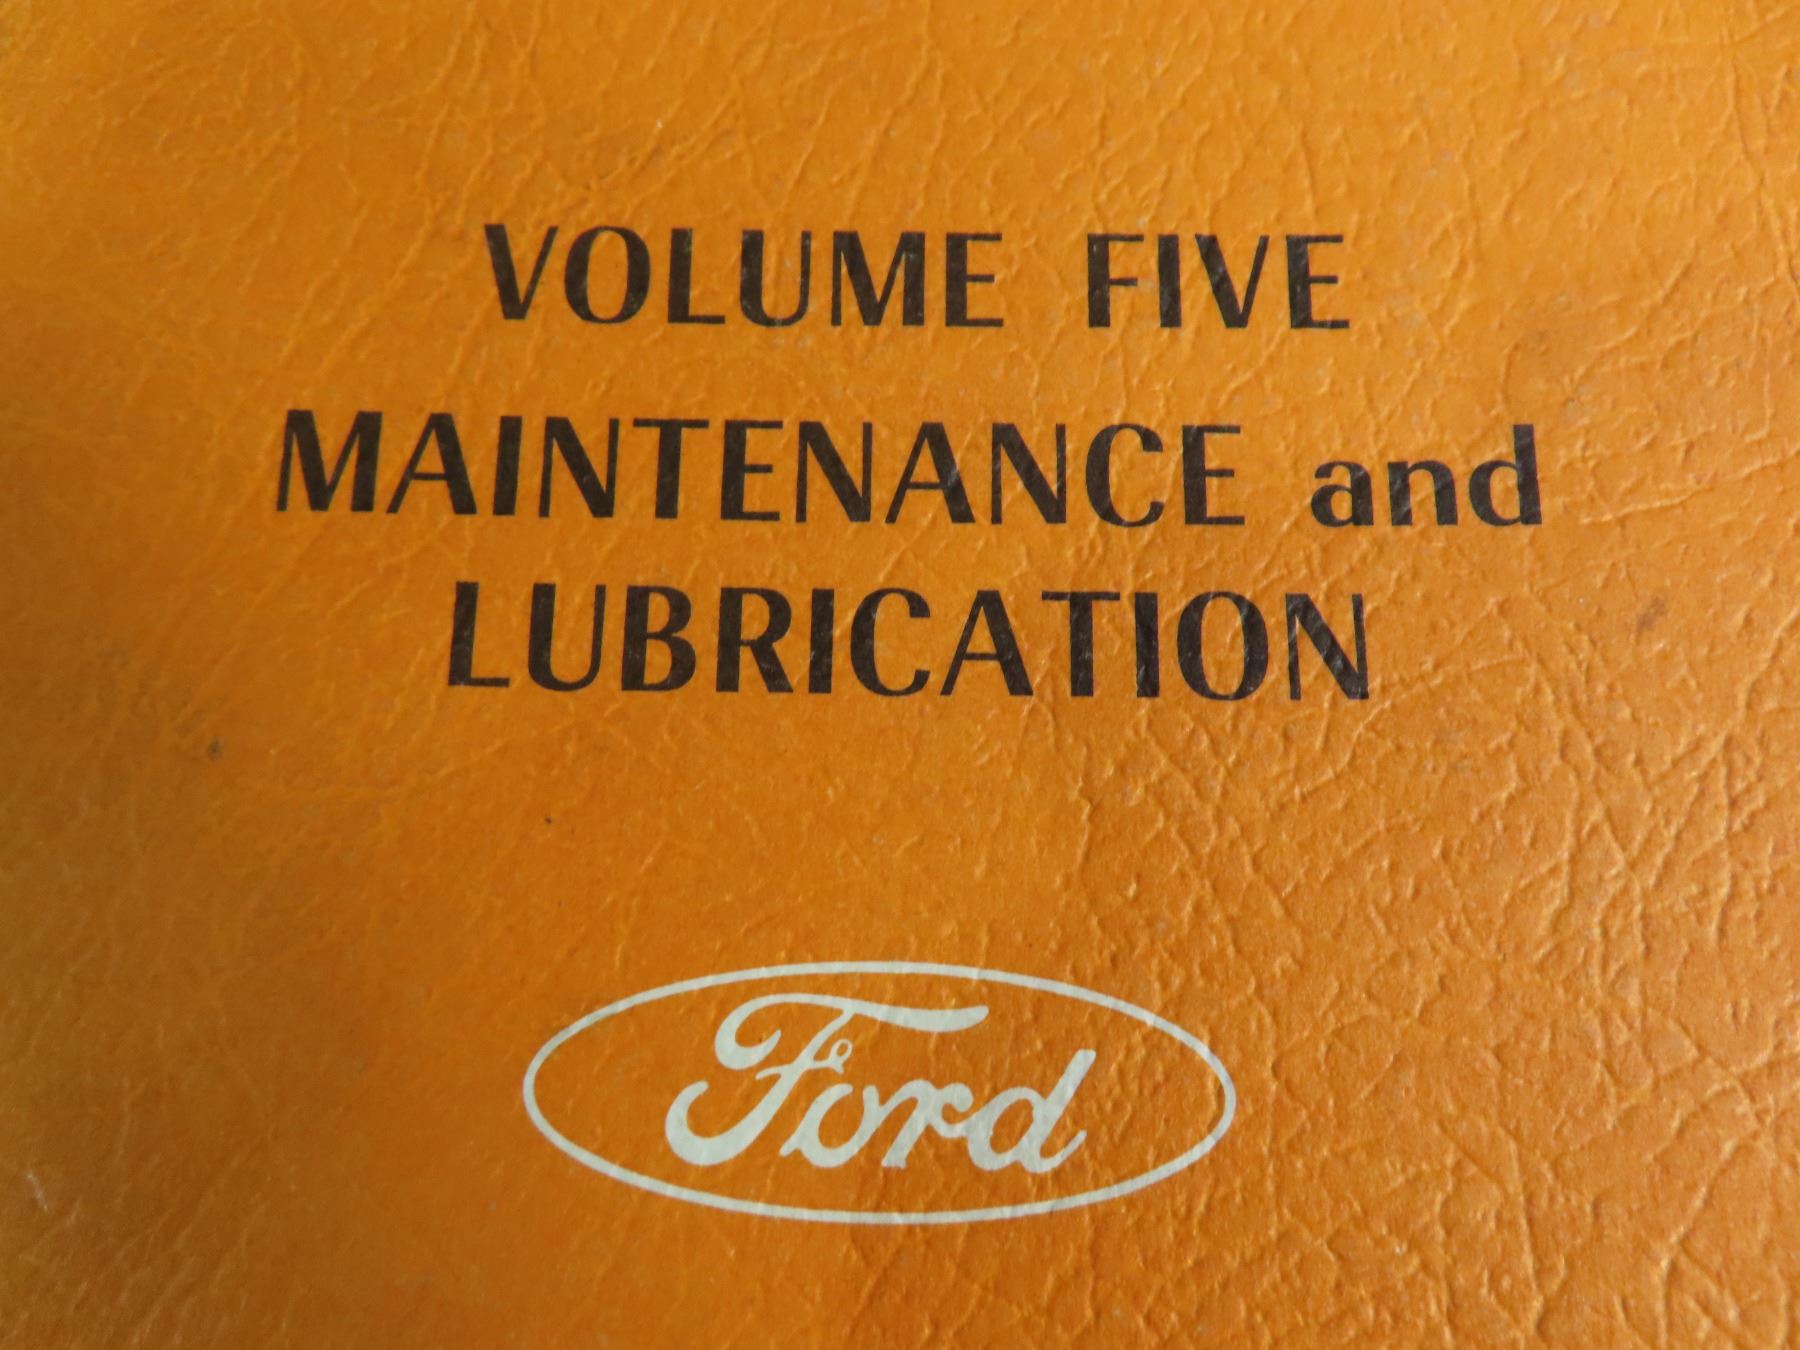 VOLUME FIVE
MAINTENANCE and
LUBRICATION
Ford